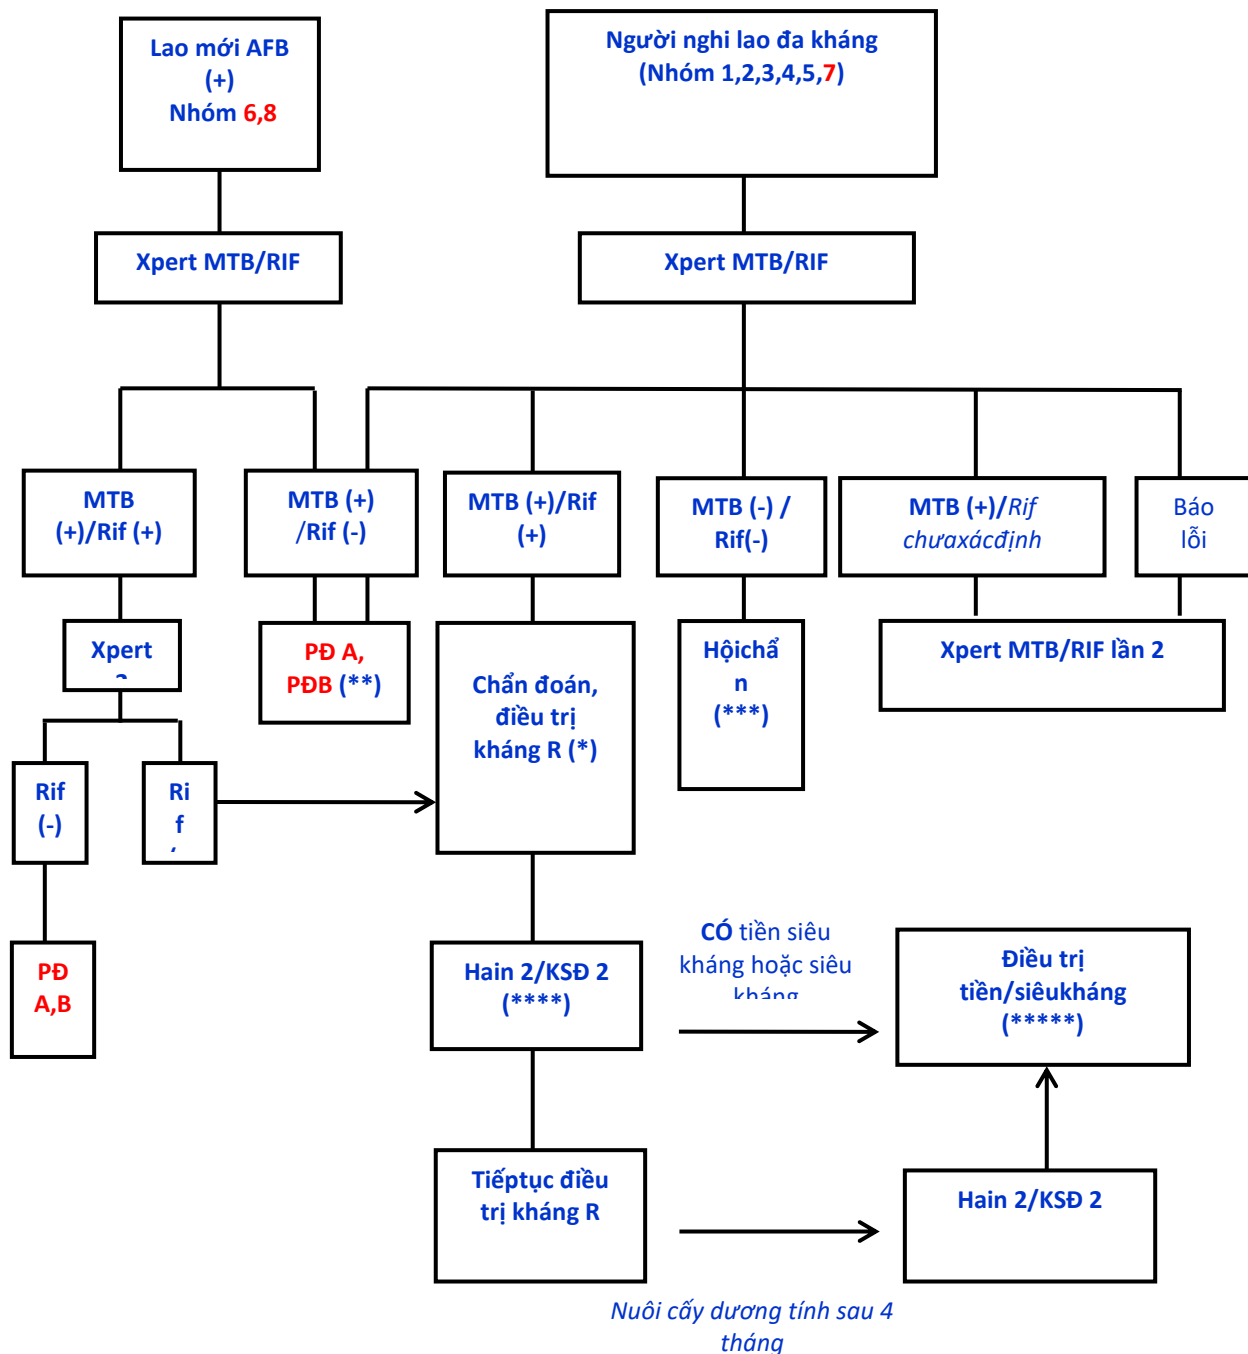 Lao mới AFB
(+)
Nhóm 6,8
Người nghi lao đa kháng
(Nhóm 1,2,3,4,5,7)
Xpert MTB/RIF
Xpert MTB/RIF
MTB
(+)/Rif (+)
MTB (+)
/Rif (-)
MTB (+)/Rif
(+)
MTB (-) /
Rif(-)
MTB (+)/Rif
chưaxácđịnh
Báo
lỗi
Xpert
PĐ A,
PĐB (**)
Chẩn đoán,
điều trị
kháng R (*)
Hộichẩ
n
(***)
Xpert MTB/RIF lần 2
Rif
(-)
Ri
f
PĐ
A,B
Hain 2/KSĐ 2
(****)
CÓ tiền siêu
kháng hoặc siêu
kháng
Điều trị
tiền/siêukháng
(*****)
Tiếptục điều
trị kháng R
Hain 2/KSĐ 2
Nuôi cấy dương tính sau 4
tháng